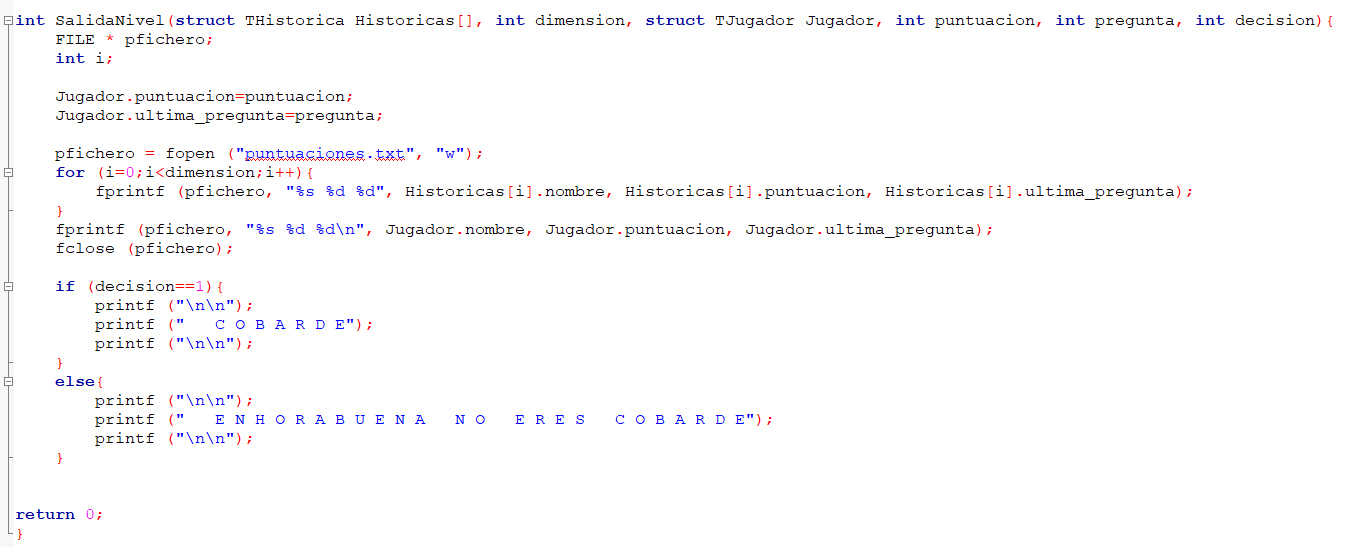 int SalidaNivel(struct THistorica Historicas[], int dimension, struct TJugador Jugador, int puntuacion, int pregunta, int decision){
    FILE * pfichero;
    int i;

    Jugador.puntuacion=puntuacion;
    Jugador.ultima_pregunta=pregunta;

    pfichero = fopen ("puntuaciones.txt", "w");
    for (i=0;i<dimension;i++){
        fprintf (pfichero, "%s %d %d", Historicas[i].nombre, Historicas[i].puntuacion, Historicas[i].ultima_pregunta);
    }
    fprintf (pfichero, "%s %d %d\n", Jugador.nombre, Jugador.puntuacion, Jugador.ultima_pregunta);
    fclose (pfichero);

    if (decision==1){
        printf ("\n\n");
        printf ("   C O B A R D E");
        printf ("\n\n");
    }
    else{
        printf ("\n\n");
        printf ("   E N H O R A B U E N A   N O   E R E S   C O B A R D E");
        printf ("\n\n");
    }


return 0;
}